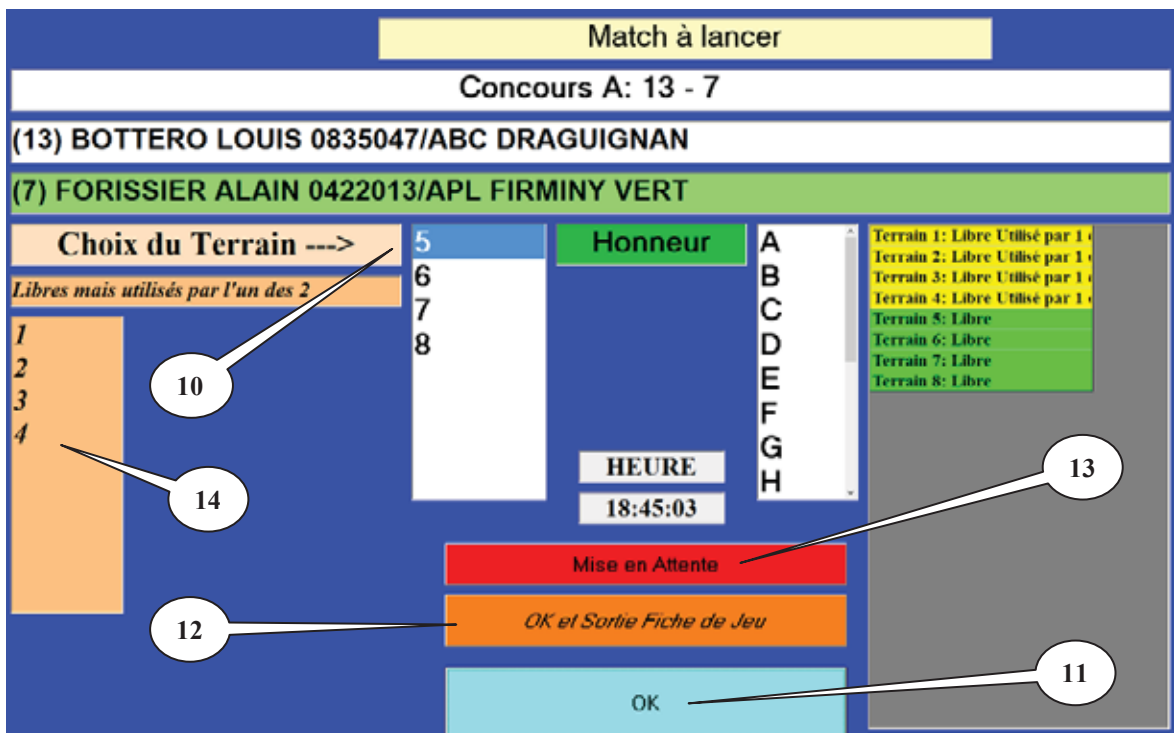 Match à lancer
Concours A: 13 - 7
(13) BOTTERO LOUIS 0835047/ABC DRAGUIGNAN
(7) FORISSIER ALAIN 0422013/APL FIRMINY VERT
Choix du Terrain --->
Libres mais utilisés par l'un des 2
1
2
3
4
10
14
12
5
6
7
8
Honneur
HEURE
18:45:03
A
B
C
D
E
F
G
H
Terrain 1: Libre Utilisé par 1
Terrain 2: Libre Utilisé par 1
Terrain 3: Libre Utilisé par 1
Terrain 4: Libre Utilisé par 1
Terrain 5: Libre
Terrain 6: Libre
Terrain 7: Libre
Terrain 8: Libre
13
Mise en Attente
OK et Sortie Fiche de Jeu
11
OK